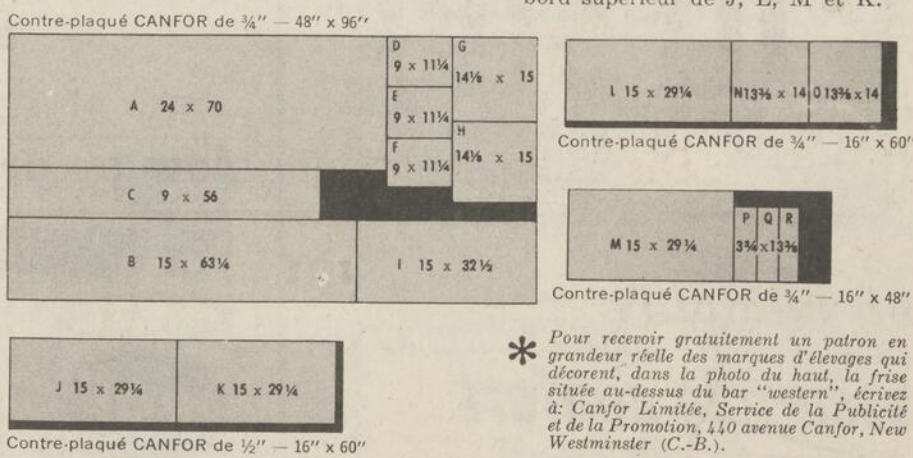 bord supérieur de J, L, M et K.
Contre-plaqué CANFOR de ¾″ — 48″ x 96″
A 24 x 70
D
9 x 11¼
E
9 x 11¼
F
9 x 11¼
G
14⅛ x 15
H
14⅛ x 15
C 9 x 56
B 15 x 63¼
I 15 x 32½
L 15 x 29¼
N 13⅜ x 14
O 13⅜ x 14
Contre-plaqué CANFOR de ¾″ — 16″ x 60″
M 15 x 29¼
P Q R
3¾ x 13⅜
Contre-plaqué CANFOR de ¾″ — 16″ x 48″
J 15 x 29¼
K 15 x 29¼
Contre-plaqué CANFOR de ½″ — 16″ x 60″
* Pour recevoir gratuitement un patron en
grandeur réelle des marques d'élevages qui
décorent, dans la photo du haut, la frise
située au-dessus du bar "western", écrivez
à: Canfor Limitée, Service de la Publicité
et de la Promotion, 440 avenue Canfor, New
Westminster (C.-B.).